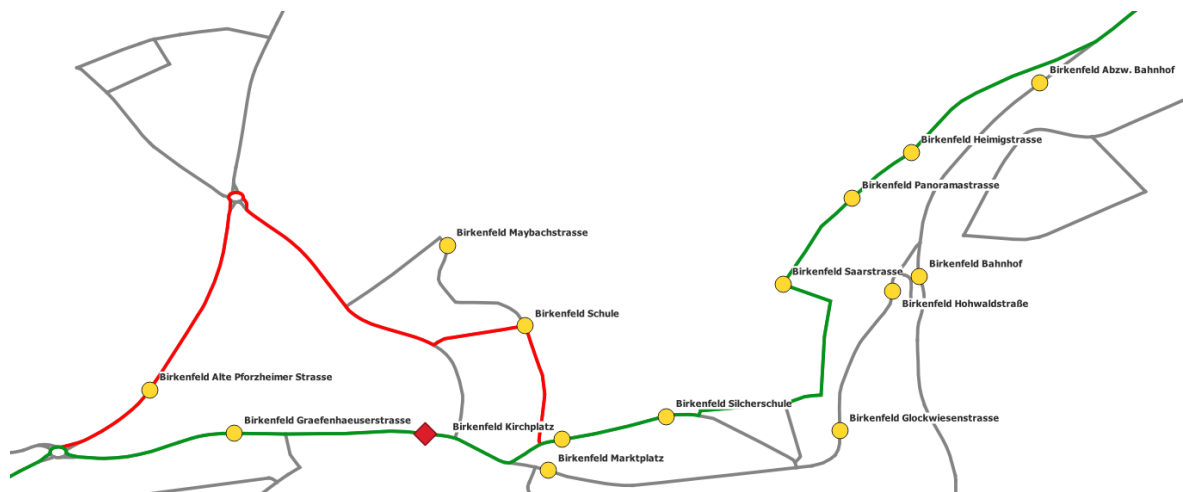 Birkenfeld Abzw. Bahnhof
Birkenfeld Heimigstrasse
Birkenfeld Panoramastrasse
Birkenfeld Maybachstrasse
Birkenfeld Bahnhof
Birkenfeld Saarstrasse
Birkenfeld Hohwaldstraße
Birkenfeld Schule
Birkenfeld Alte Pforzheimer Strasse
Birkenfeld Silcherschule
Birkenfeld Glockwiesenstrasse
Birkenfeld Graefenhaeuserstrasse
Birkenfeld Kirchplatz
Birkenfeld Marktplatz